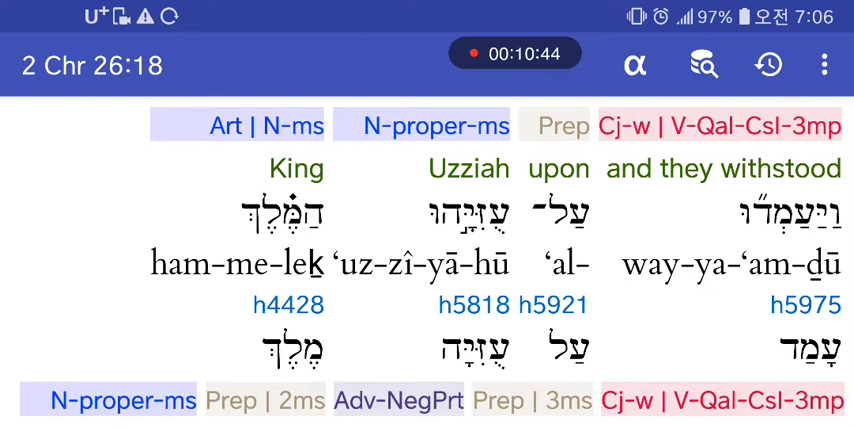 U+ 97% 오전 7:06
2 Chr 26:18 00:10:44 α
Art | N-ms N-proper-ms Prep Cj-w | V-Qal-CsI-3mp
King Uzziah upon and they withstood
וַיַּעַמְד֞וּ עַל־ עֻזִּיָּ֣הוּ הַמֶּ֗לֶךְ
ham-me-leḵ ‘uz-zî-yā-hū ‘al- way-ya-‘am-ḏū
h4428 h5818 h5921 h5975
עָמַד עַל עֻזִּיָּה מֶלֶךְ
N-proper-ms Prep | 2ms Adv-NegPrt Prep | 3ms Cj-w | V-Qal-CsI-3mp